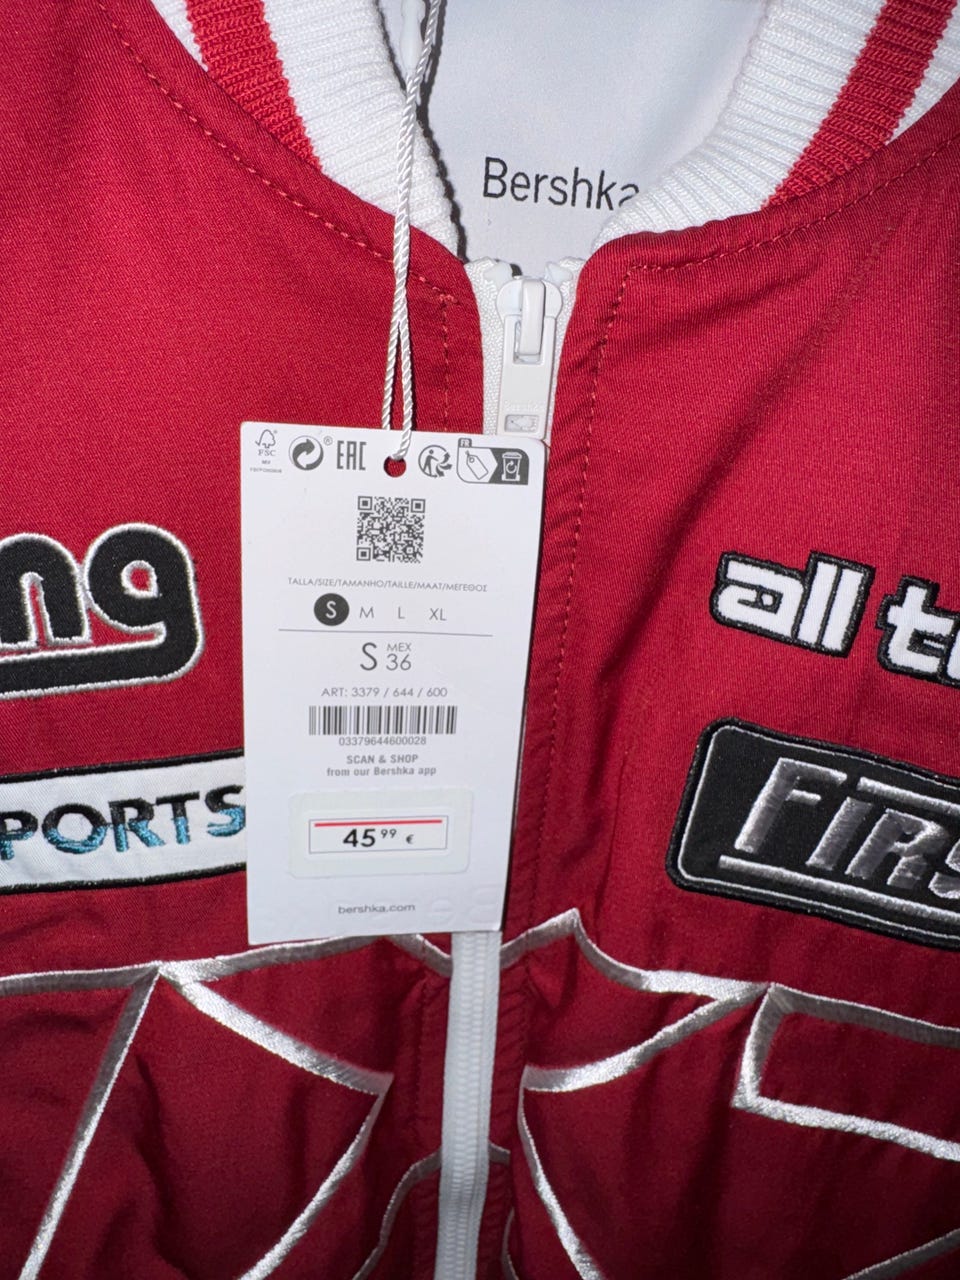 Bershka
FSC
® EAC
FR
TALLA/SIZE/TAMANHO/TAILLE/MAAT/ΜΕΓΕΘΟΣ
S M L XL
S MEX 36
ART: 3379 / 644 / 600
03379644600028
SCAN & SHOP
from our Bershka app
45 99 €
bershka.com
ng
all t
PORTS
FIRS